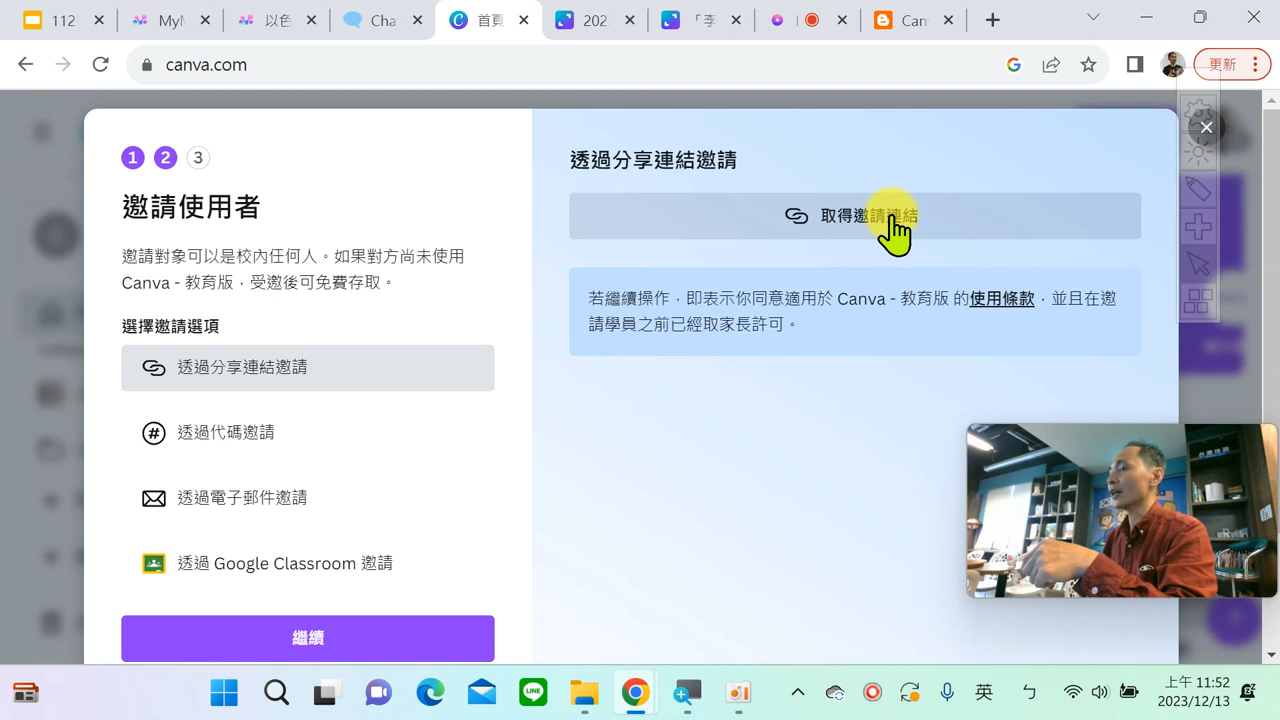 112
MyM
以色
Cha
首頁
202
「李
Can
canva.com
更新
1 2 3
邀請使用者
邀請對象可以是校內任何人。如果對方尚未使用
Canva - 教育版，受邀後可免費存取。
選擇邀請選項
透過分享連結邀請
透過代碼邀請
透過電子郵件邀請
透過 Google Classroom 邀請
繼續
透過分享連結邀請
取得邀請連結
若繼續操作，即表示你同意適用於 Canva - 教育版 的使用條款，並且在邀
請學員之前已經取家長許可。
LINE
英
ㄅ
上午 11:52
2023/12/13